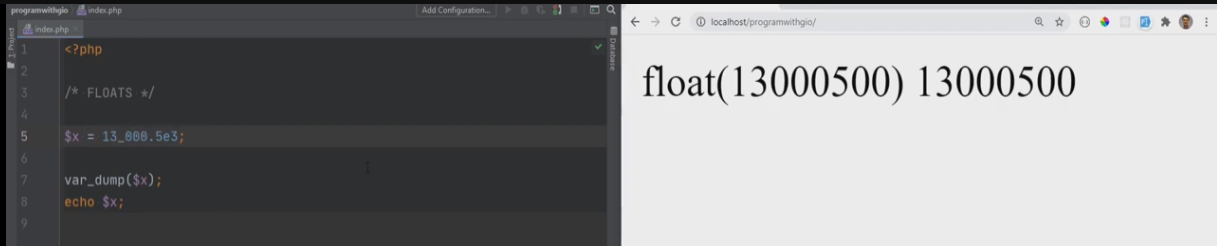 programwithgio index.php
Add Configuration...
index.php
1: Project
Database
1 <?php
2
3 /* FLOATS */
4
5 $x = 13_000.5e3;
6
7 var_dump($x);
8 echo $x;
9
localhost/programwithgio/
float(13000500) 13000500